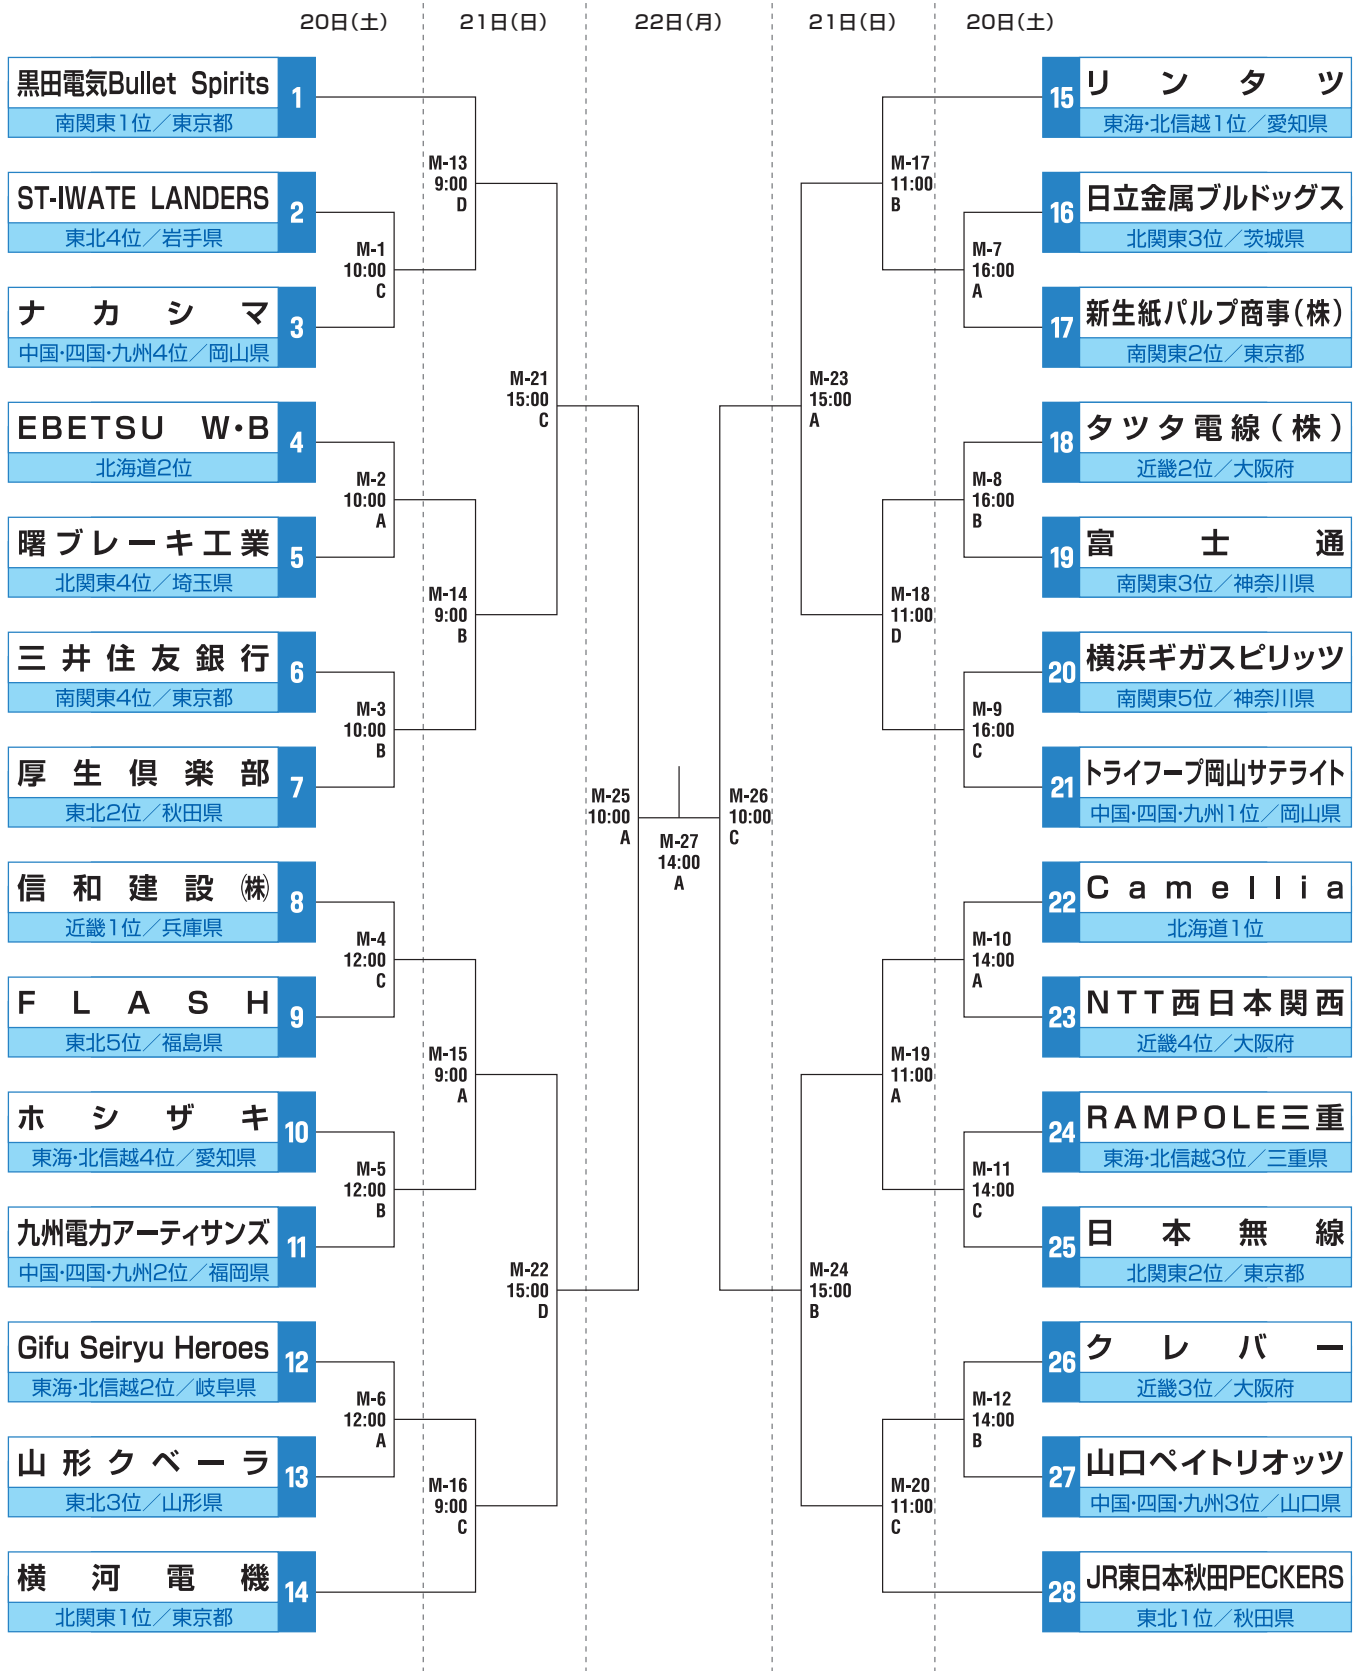 20日(土) 21日(日) 22日(月) 21日(日) 20日(土)
黒田電気Bullet Spirits
南関東1位／東京都
1
ST-IWATE LANDERS
東北4位／岩手県
2
ナカシマ
中国・四国・九州4位／岡山県
3
EBETSU W・B
北海道2位
4
曙ブレーキ工業
北関東4位／埼玉県
5
三井住友銀行
南関東4位／東京都
6
厚生倶楽部
東北2位／秋田県
7
信和建設㈱
近畿1位／兵庫県
8
FLASH
東北5位／福島県
9
ホシザキ
東海・北信越4位／愛知県
10
九州電力アーティサンズ
中国・四国・九州2位／福岡県
11
Gifu Seiryu Heroes
東海・北信越2位／岐阜県
12
山形クベーラ
東北3位／山形県
13
横河電機
北関東1位／東京都
14
M-1
10:00
C
M-2
10:00
A
M-3
10:00
B
M-4
12:00
C
M-5
12:00
B
M-6
12:00
A
M-13
9:00
D
M-14
9:00
B
M-15
9:00
A
M-16
9:00
C
M-21
15:00
C
M-22
15:00
D
M-25
10:00
A
M-27
14:00
A
M-26
10:00
C
M-23
15:00
A
M-24
15:00
B
M-17
11:00
B
M-18
11:00
D
M-19
11:00
A
M-20
11:00
C
M-7
16:00
A
M-8
16:00
B
M-9
16:00
C
M-10
14:00
A
M-11
14:00
C
M-12
14:00
B
15
リンタツ
東海・北信越1位／愛知県
16
日立金属ブルドッグス
北関東3位／茨城県
17
新生紙パルプ商事(株)
南関東2位／東京都
18
タツタ電線(株)
近畿2位／大阪府
19
富士通
南関東3位／神奈川県
20
横浜ギガスピリッツ
南関東5位／神奈川県
21
トライフープ岡山サテライト
中国・四国・九州1位／岡山県
22
Camellia
北海道1位
23
NTT西日本関西
近畿4位／大阪府
24
RAMPOLE三重
東海・北信越3位／三重県
25
日本無線
北関東2位／東京都
26
クレバー
近畿3位／大阪府
27
山口ペイトリオッツ
中国・四国・九州3位／山口県
28
JR東日本秋田PECKERS
東北1位／秋田県